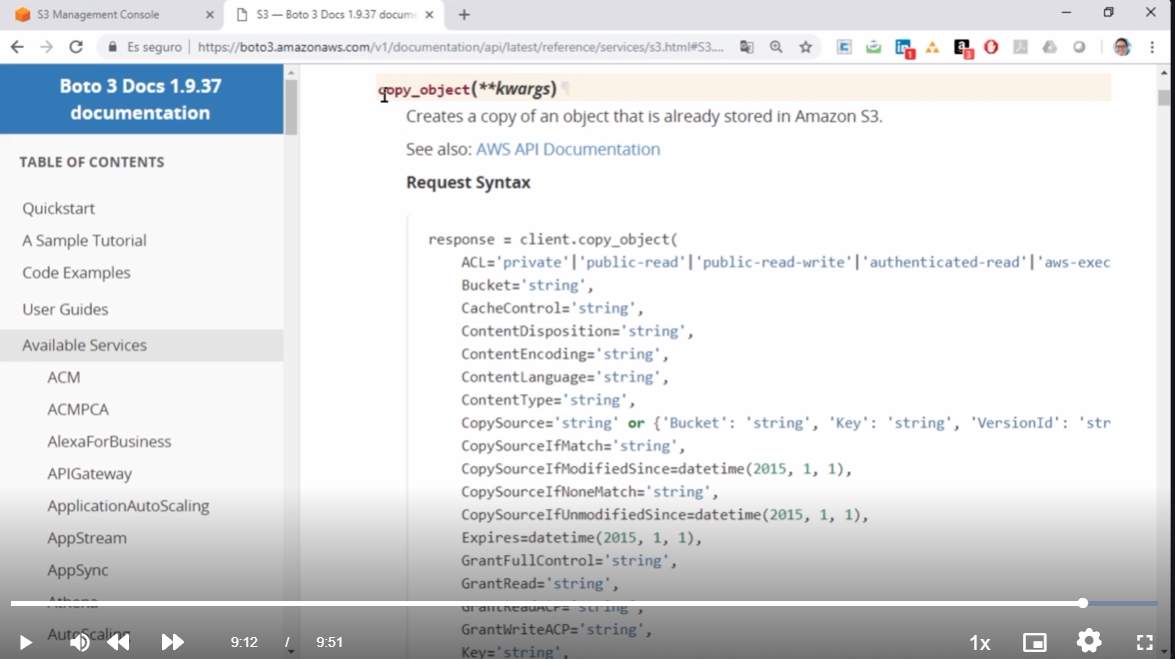 S3 Management Console
S3 — Boto 3 Docs 1.9.37 docume
Es seguro
https://boto3.amazonaws.com/v1/documentation/api/latest/reference/services/s3.html#S3....
1
a
3
Boto 3 Docs 1.9.37
documentation
TABLE OF CONTENTS
Quickstart
A Sample Tutorial
Code Examples
User Guides
Available Services
ACM
ACMPCA
AlexaForBusiness
APIGateway
ApplicationAutoScaling
AppStream
AppSync
Athena
AutoScaling
copy_object(**kwargs) ¶
Creates a copy of an object that is already stored in Amazon S3.
See also: AWS API Documentation
Request Syntax
response = client.copy_object(
ACL='private'|'public-read'|'public-read-write'|'authenticated-read'|'aws-exec
Bucket='string',
CacheControl='string',
ContentDisposition='string',
ContentEncoding='string',
ContentLanguage='string',
ContentType='string',
CopySource='string' or {'Bucket': 'string', 'Key': 'string', 'VersionId': 'str
CopySourceIfMatch='string',
CopySourceIfModifiedSince=datetime(2015, 1, 1),
CopySourceIfNoneMatch='string',
CopySourceIfUnmodifiedSince=datetime(2015, 1, 1),
Expires=datetime(2015, 1, 1),
GrantFullControl='string',
GrantRead='string',
GrantReadACP='string',
GrantWriteACP='string',
Key='string',
9:12 / 9:51
1x